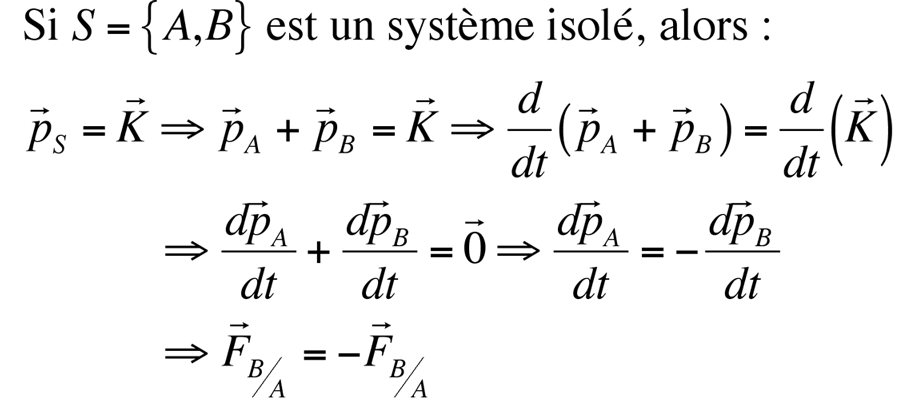 Si S = {A,B} est un système isolé, alors :
p⃗_S = K⃗ ⇒ p⃗_A + p⃗_B = K⃗ ⇒ d/dt (p⃗_A + p⃗_B) = d/dt (K⃗)
⇒ dp⃗_A/dt + dp⃗_B/dt = 0⃗ ⇒ dp⃗_A/dt = − dp⃗_B/dt
⇒ F⃗_B/A = −F⃗_B/A